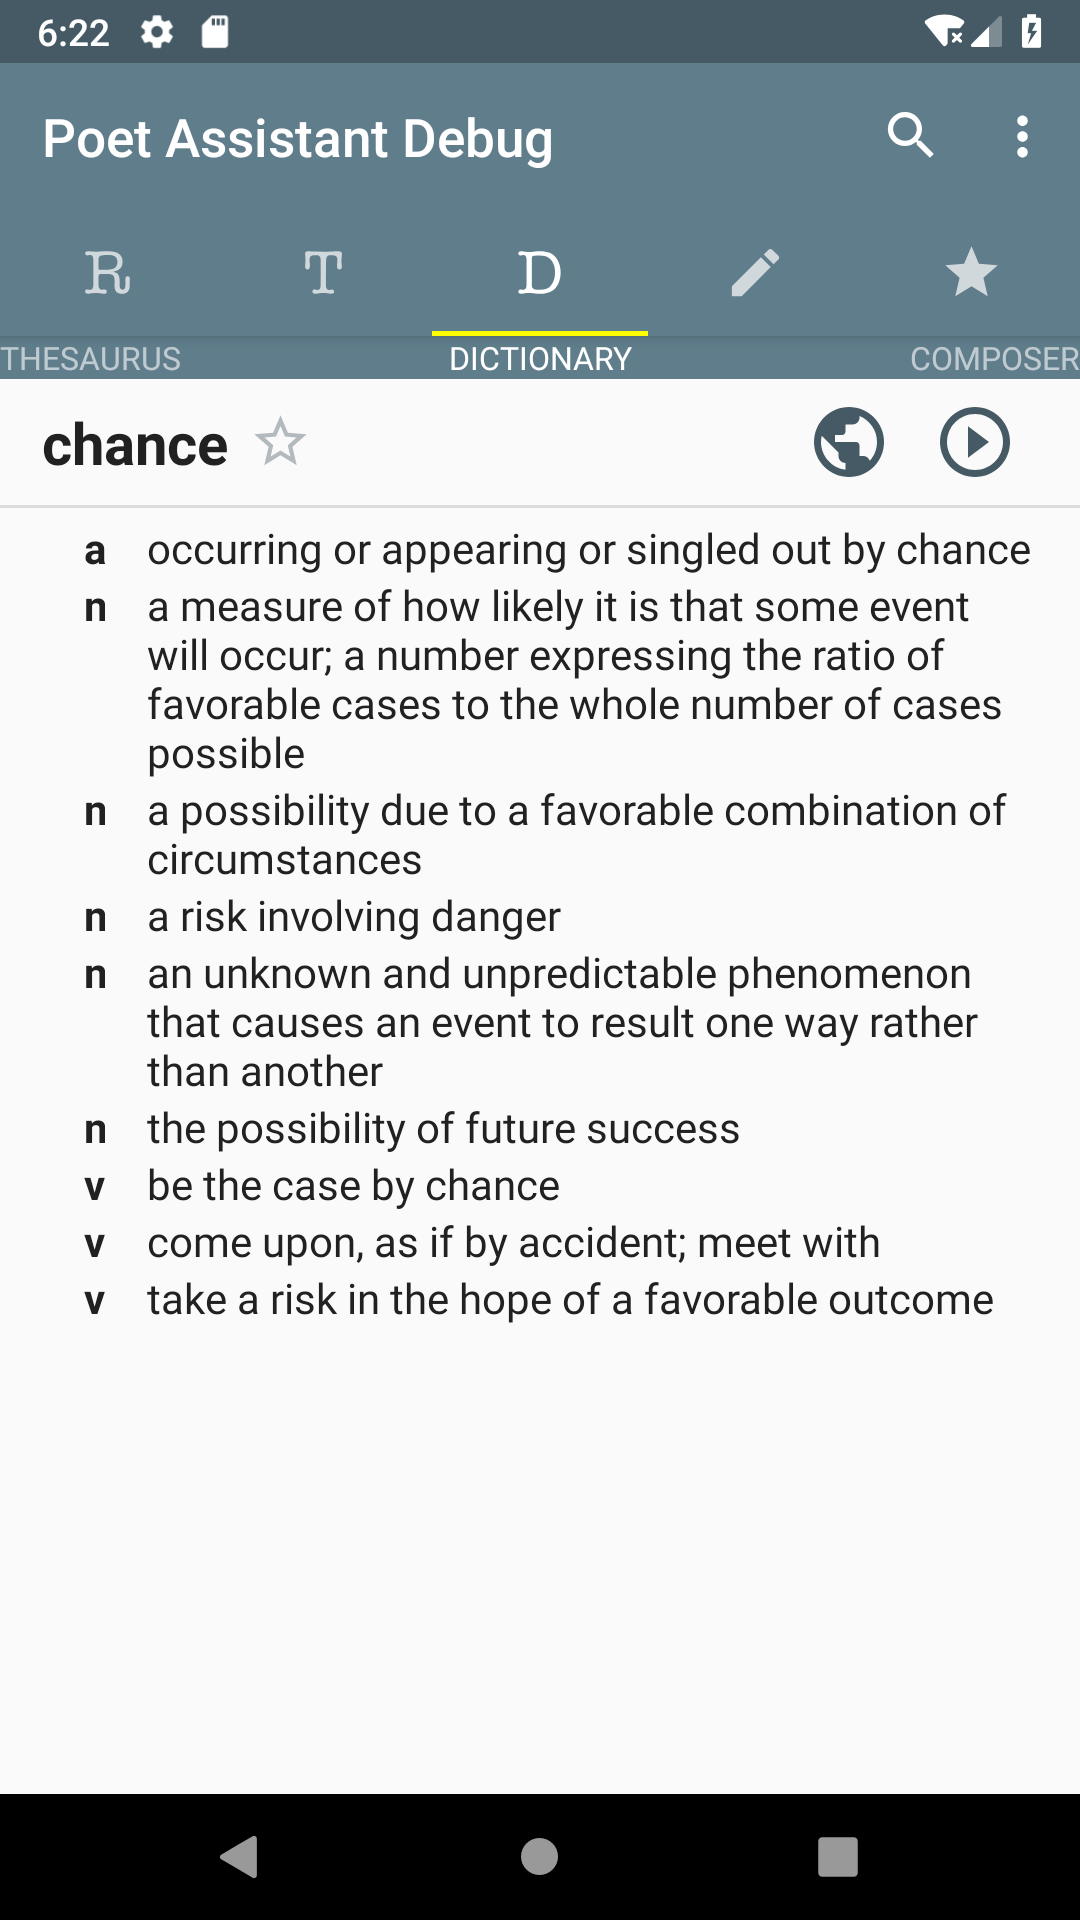 6:22
Poet Assistant Debug
R T D
THESAURUS DICTIONARY COMPOSER
chance
a occurring or appearing or singled out by chance
n a measure of how likely it is that some event
will occur; a number expressing the ratio of
favorable cases to the whole number of cases
possible
n a possibility due to a favorable combination of
circumstances
n a risk involving danger
n an unknown and unpredictable phenomenon
that causes an event to result one way rather
than another
n the possibility of future success
v be the case by chance
v come upon, as if by accident; meet with
v take a risk in the hope of a favorable outcome